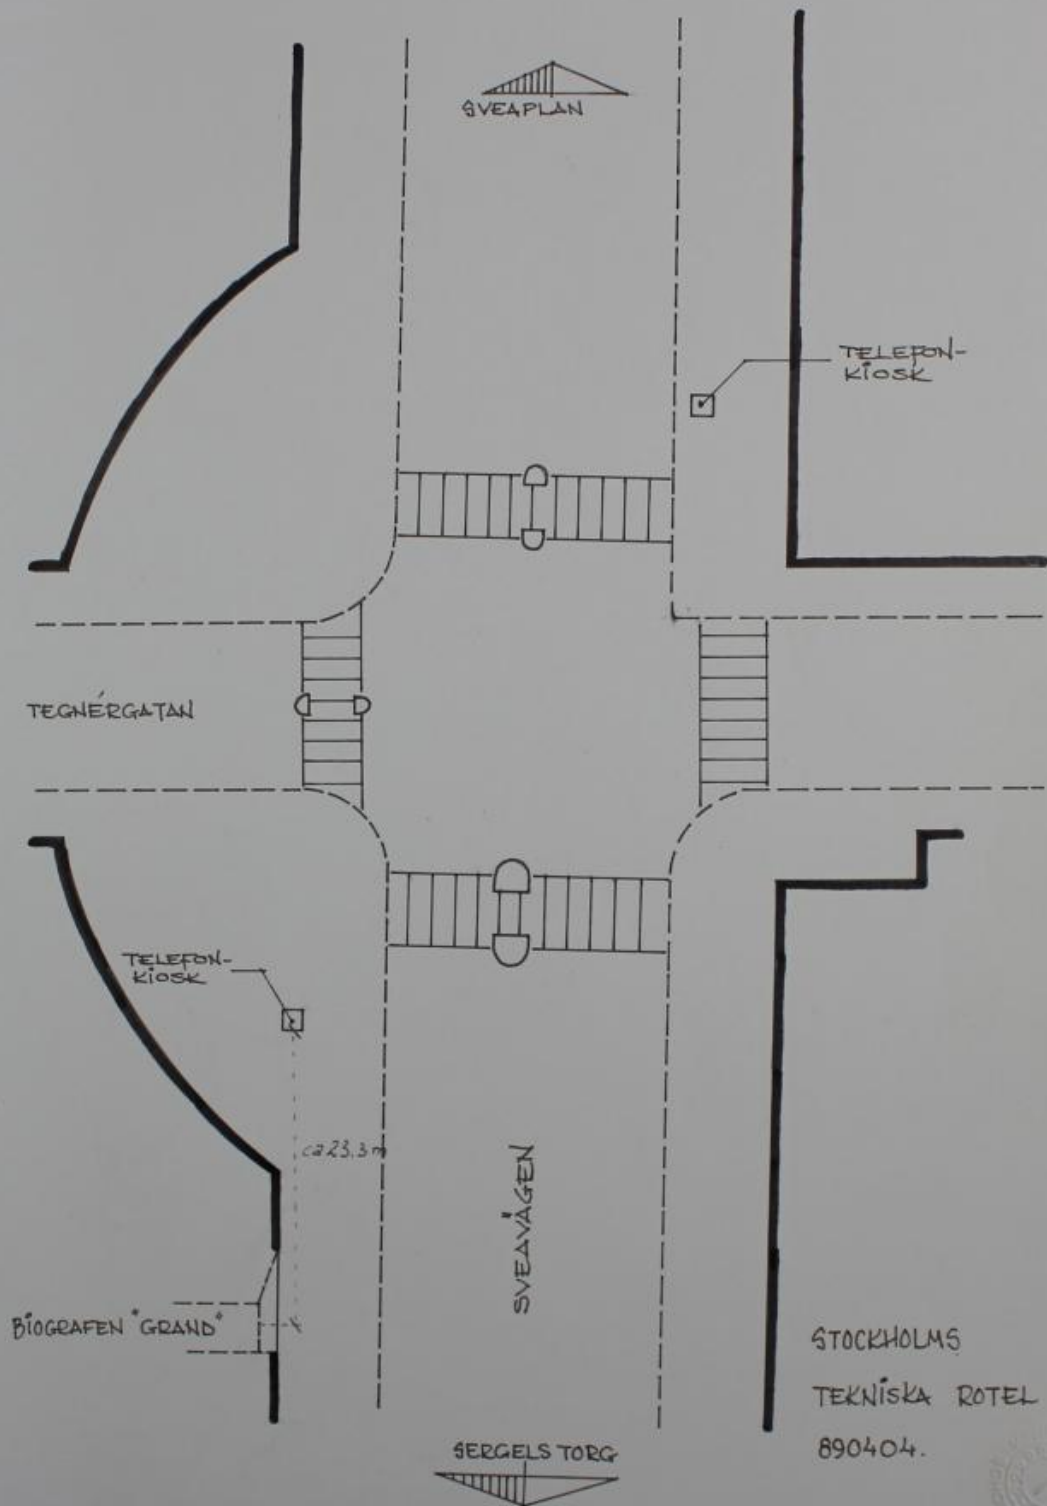 SVEAPLAN
TELEFON-
KIOSK
TEGNÉRGATAN
TELEFON-
KIOSK
ca 23,3 m
SVEAVÄGEN
BIOGRAFEN "GRAND"
STOCKHOLMS
TEKNISKA ROTEL
890404.
SERGELS TORG